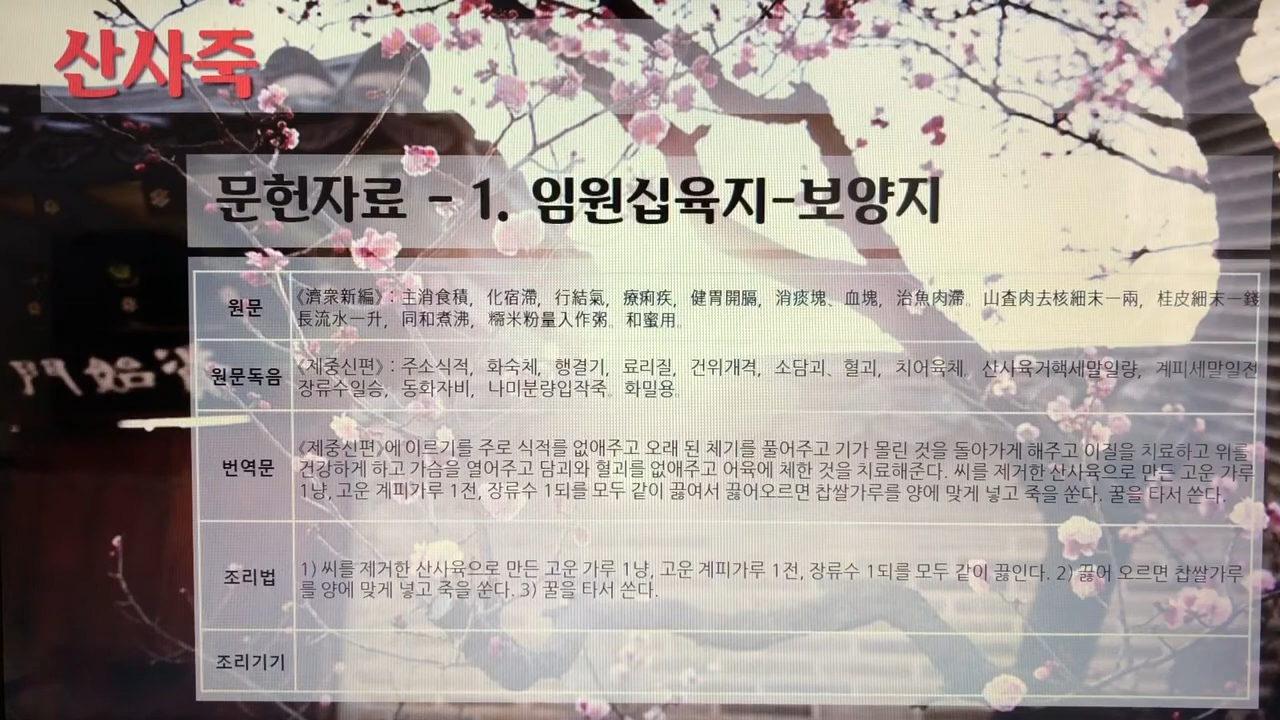 산사죽
문헌자료 - 1. 임원십육지-보양지
원문
《濟衆新編》: 主消食積, 化宿滯, 行結氣, 療痢疾, 健胃開膈, 消痰塊、血塊, 治魚肉滯。山査肉去核細末一兩, 桂皮細末一錢
長流水一升, 同和煮沸, 糯米粉量入作粥。和蜜用。
원문독음
《제중신편》: 주소식적, 화숙체, 행결기, 료리질, 건위개격, 소담괴、혈괴, 치어육체。산사육거핵세말일량, 계피세말일전
장류수일승, 동화자비, 나미분량입작죽。화밀용。
번역문
《제중신편》에 이르기를 주로 식적를 없애주고 오래 된 체기를 풀어주고 기가 몰린 것을 돌아가게 해주고 이질을 치료하고 위를
건강하게 하고 가슴을 열어주고 담괴와 혈괴를 없애주고 어육에 체한 것을 치료해준다. 씨를 제거한 산사육으로 만든 고운 가루
1냥, 고운 계피가루 1전, 장류수 1되를 모두 같이 끓여서 끓어오르면 찹쌀가루를 양에 맞게 넣고 죽을 쑨다. 꿀을 타서 쓴다.
조리법
1) 씨를 제거한 산사육으로 만든 고운 가루 1냥, 고운 계피가루 1전, 장류수 1되를 모두 같이 끓인다. 2) 끓어 오르면 찹쌀가루
를 양에 맞게 넣고 죽을 쑨다. 3) 꿀을 타서 쓴다.
조리기기
門始